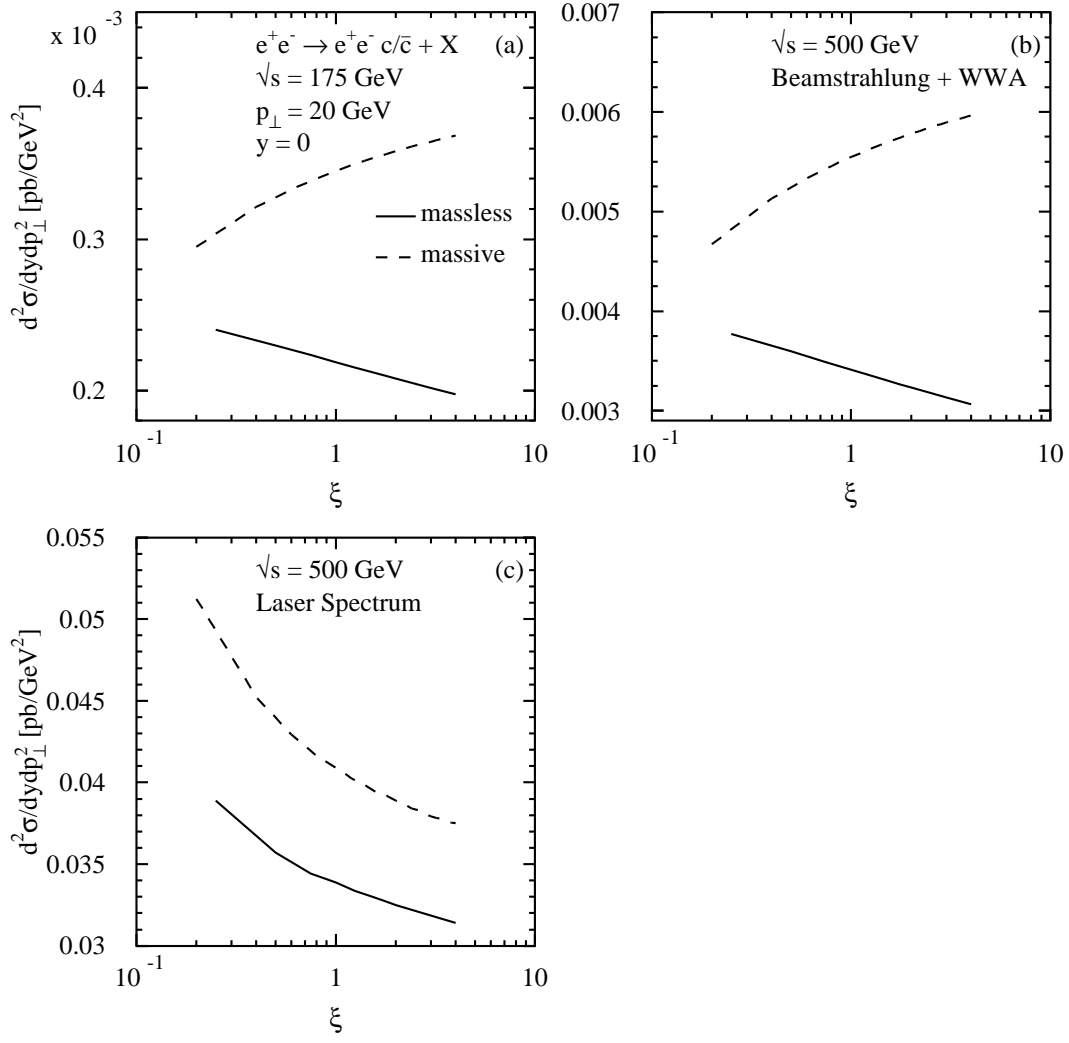 x 10 -3
e+e- → e+e- c/c̄ + X (a)
√s = 175 GeV
p⊥ = 20 GeV
y = 0
massless
massive
0.4
0.3
0.2
d2σ/dydp⊥2 [pb/GeV2]
10 -1 1 10
ξ
0.007
0.006
0.005
0.004
0.003
√s = 500 GeV (b)
Beamstrahlung + WWA
10 -1 1 10
ξ
0.055
0.05
0.045
0.04
0.035
0.03
d2σ/dydp⊥2 [pb/GeV2]
√s = 500 GeV (c)
Laser Spectrum
10 -1 1 10
ξ